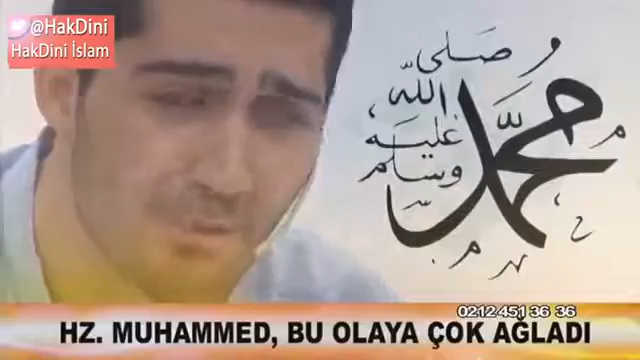 @HakDini
HakDini İslam
محمد
صلى
الله
عليه
وسلم
0212 451 36 36
HZ. MUHAMMED, BU OLAYA ÇOK AĞLADI